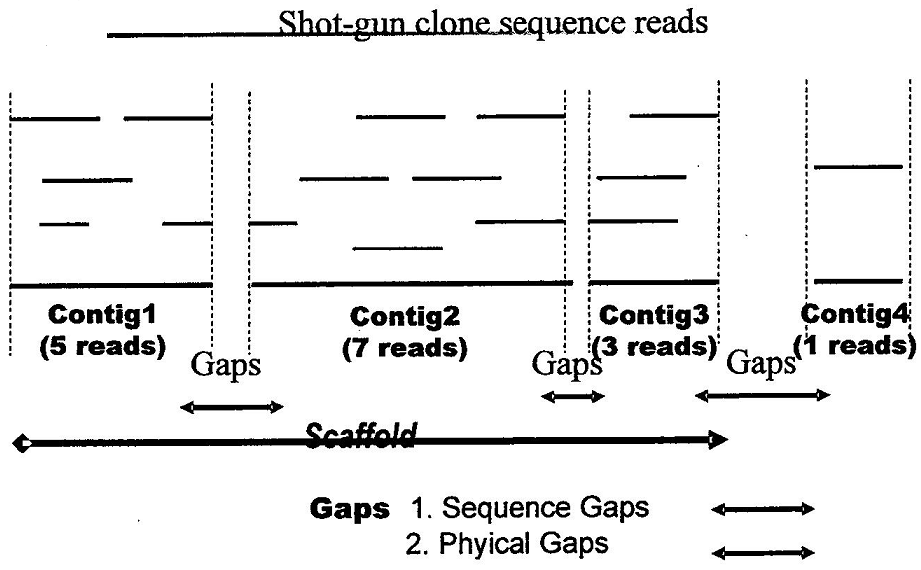 Shot-gun clone sequence reads
Contig1 Contig2 Contig3 Contig4
(5 reads) (7 reads) (3 reads) (1 reads)
Gaps Gaps Gaps
Scaffold
Gaps 1. Sequence Gaps
2. Phyical Gaps